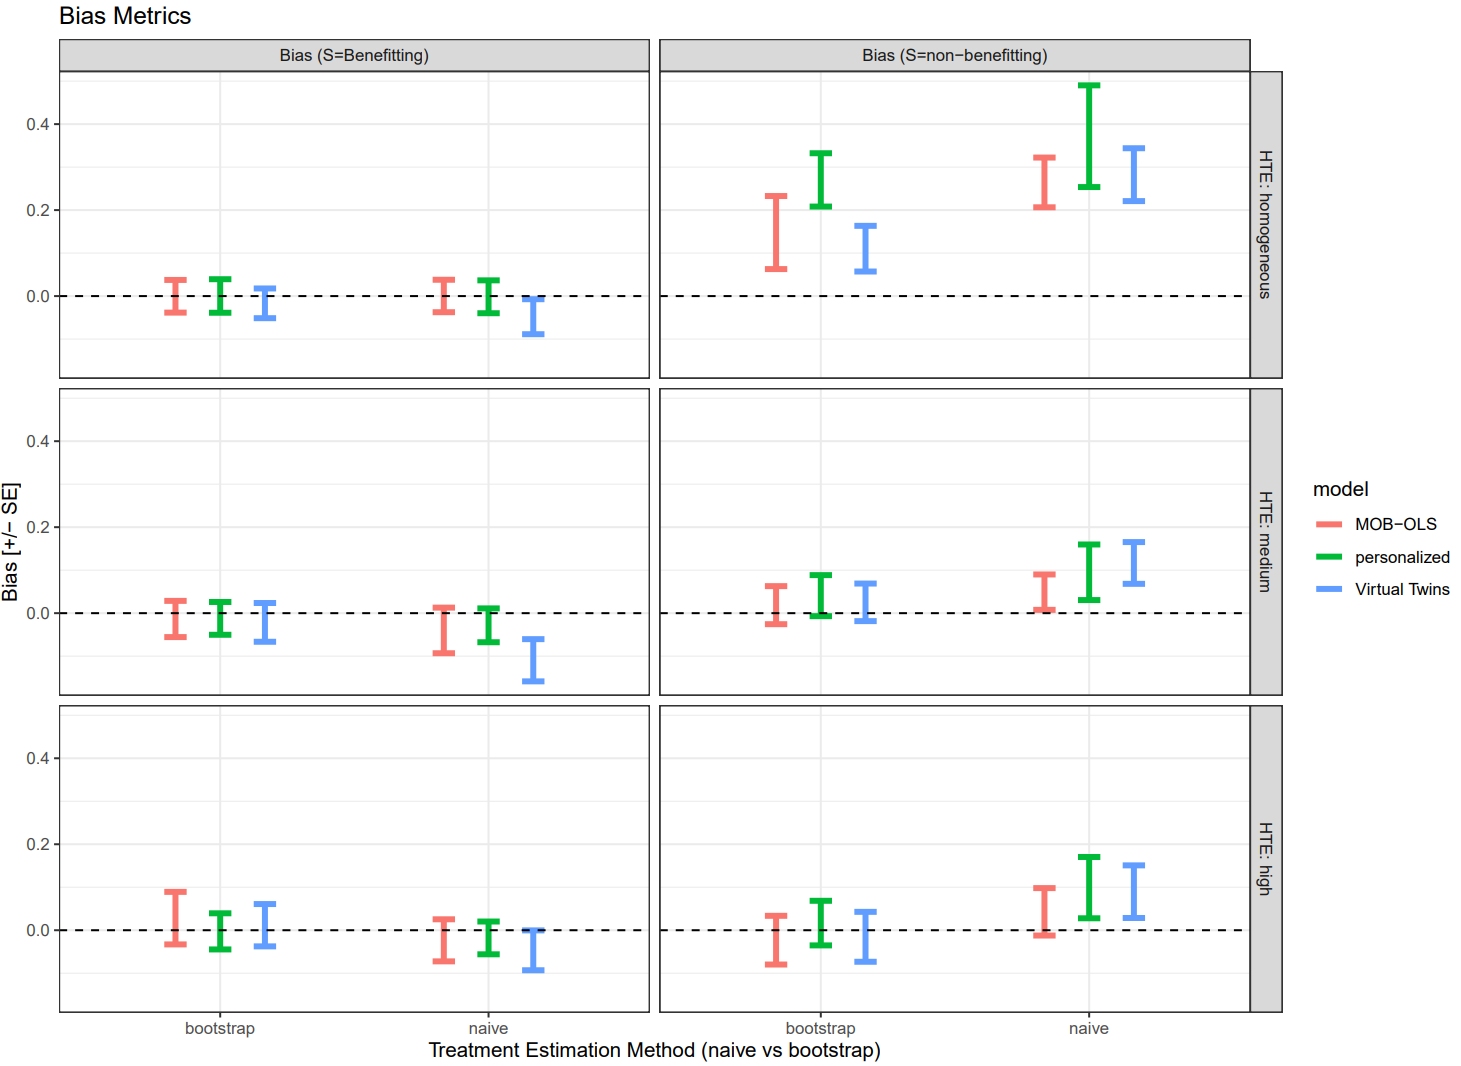 Bias Metrics
Bias (S=Benefitting)
Bias (S=non−benefitting)
0.4
0.2
0.0
HTE: homogeneous
0.4
0.2
0.0
HTE: medium
0.4
0.2
0.0
HTE: high
Bias [+/− SE]
bootstrap
naive
bootstrap
naive
Treatment Estimation Method (naive vs bootstrap)
model
MOB−OLS
personalized
Virtual Twins